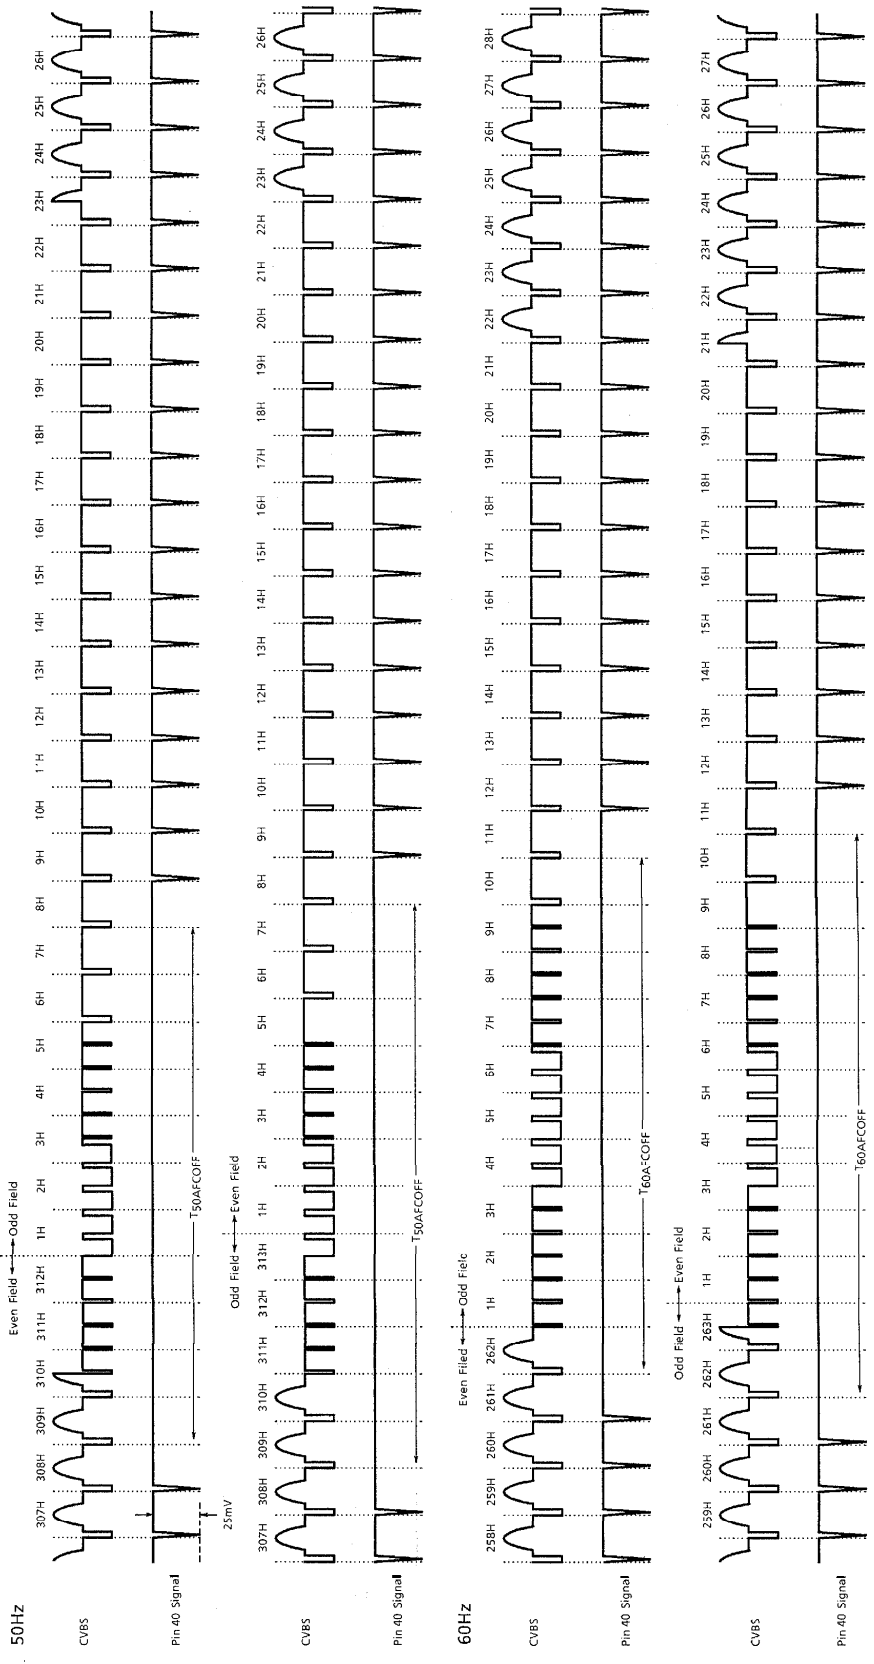 50Hz
307H 308H 309H 310H 311H 312H 1H 2H 3H 4H 5H 6H 7H 8H 9H 10H 11H 12H 13H 14H 15H 16H 17H 18H 19H 20H 21H 22H 23H 24H 25H 26H
Even Field Odd Field
CVBS
Pin 40 Signal
25mV
T50AFCOFF
307H 308H 309H 310H 311H 312H 313H 1H 2H 3H 4H 5H 6H 7H 8H 9H 10H 11H 12H 13H 14H 15H 16H 17H 18H 19H 20H 21H 22H 23H 24H 25H 26H
Odd Field Even Field
CVBS
Pin 40 Signal
T50AFCOFF
60Hz
258H 259H 260H 261H 262H 1H 2H 3H 4H 5H 6H 7H 8H 9H 10H 11H 12H 13H 14H 15H 16H 17H 18H 19H 20H 21H 22H 23H 24H 25H 26H 27H 28H
Even Filed Odd Field
CVBS
Pin 40 Signal
T60AFCOFF
259H 260H 261H 262H 263H 1H 2H 3H 4H 5H 6H 7H 8H 9H 10H 11H 12H 13H 14H 15H 16H 17H 18H 19H 20H 21H 22H 23H 24H 25H 26H 27H
Odd Field Even Field
CVBS
Pin 40 Signal
T60AFCOFF